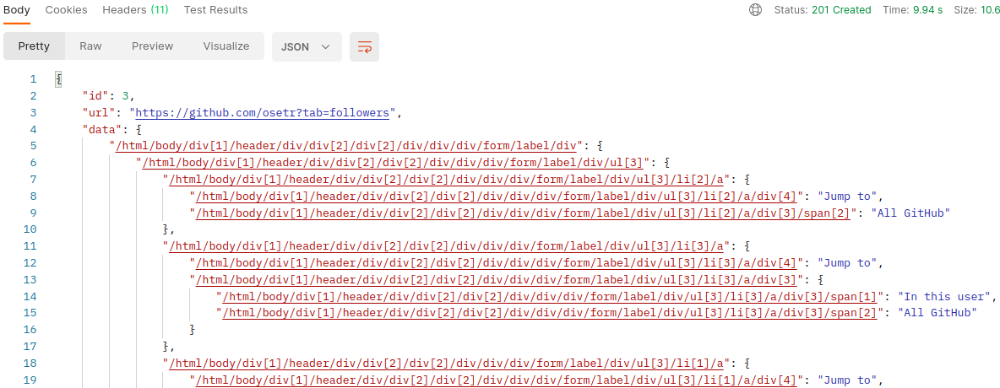 Body Cookies Headers (11) Test Results Status: 201 Created Time: 9.94 s Size: 10.6
Pretty Raw Preview Visualize JSON
1 {
2 "id": 3,
3 "url": "https://github.com/osetr?tab=followers",
4 "data": {
5 "/html/body/div[1]/header/div/div[2]/div[2]/div/div/div/form/label/div": {
6 "/html/body/div[1]/header/div/div[2]/div[2]/div/div/div/form/label/div/ul[3]": {
7 "/html/body/div[1]/header/div/div[2]/div[2]/div/div/div/form/label/div/ul[3]/li[2]/a": {
8 "/html/body/div[1]/header/div/div[2]/div[2]/div/div/div/form/label/div/ul[3]/li[2]/a/div[4]": "Jump to",
9 "/html/body/div[1]/header/div/div[2]/div[2]/div/div/div/form/label/div/ul[3]/li[2]/a/div[3]/span[2]": "All GitHub"
10 },
11 "/html/body/div[1]/header/div/div[2]/div[2]/div/div/div/form/label/div/ul[3]/li[3]/a": {
12 "/html/body/div[1]/header/div/div[2]/div[2]/div/div/div/form/label/div/ul[3]/li[3]/a/div[4]": "Jump to",
13 "/html/body/div[1]/header/div/div[2]/div[2]/div/div/div/form/label/div/ul[3]/li[3]/a/div[3]": {
14 "/html/body/div[1]/header/div/div[2]/div[2]/div/div/div/form/label/div/ul[3]/li[3]/a/div[3]/span[1]": "In this user",
15 "/html/body/div[1]/header/div/div[2]/div[2]/div/div/div/form/label/div/ul[3]/li[3]/a/div[3]/span[2]": "All GitHub"
16 }
17 },
18 "/html/body/div[1]/header/div/div[2]/div[2]/div/div/div/form/label/div/ul[3]/li[1]/a": {
19 "/html/body/div[1]/header/div/div[2]/div[2]/div/div/div/form/label/div/ul[3]/li[1]/a/div[4]": "Jump to",